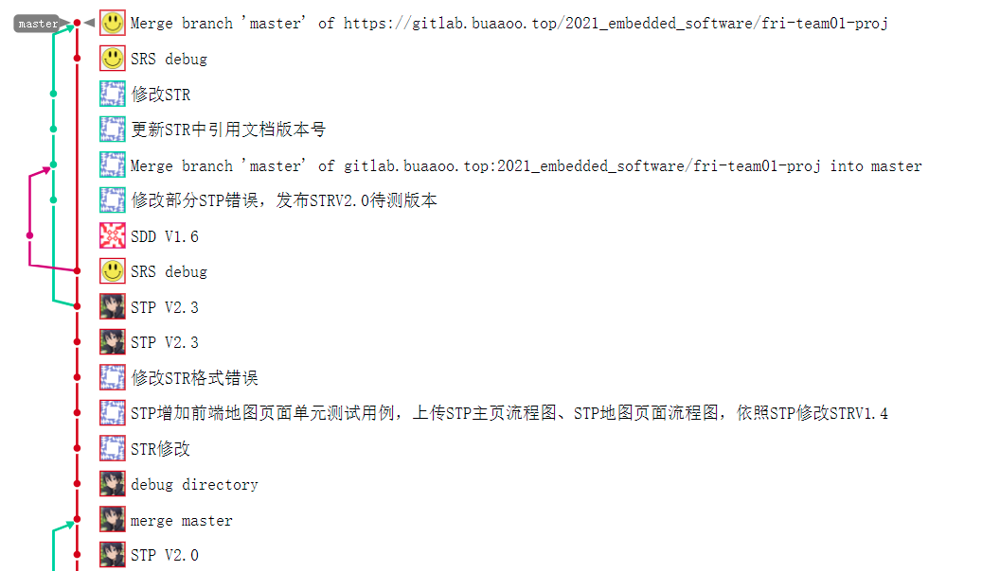 master
Merge branch 'master' of https://gitlab.buaaoo.top/2021_embedded_software/fri-team01-proj
SRS debug
修改STR
更新STR中引用文档版本号
Merge branch 'master' of gitlab.buaaoo.top:2021_embedded_software/fri-team01-proj into master
修改部分STP错误，发布STRV2.0待测版本
SDD V1.6
SRS debug
STP V2.3
STP V2.3
修改STR格式错误
STP增加前端地图页面单元测试用例，上传STP主页流程图、STP地图页面流程图，依照STP修改STRV1.4
STR修改
debug directory
merge master
STP V2.0